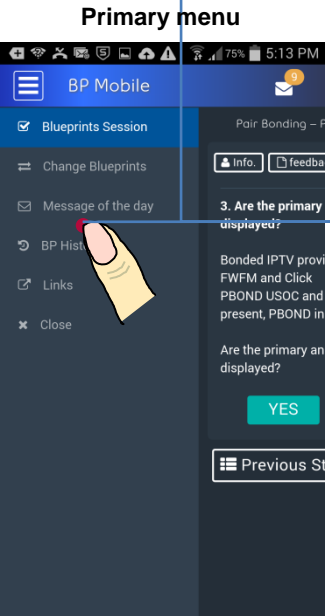 Primary menu
75% 5:13 PM
BP Mobile
9
Blueprints Session
Pair Bonding –
Change Blueprints
Info. feedba
Message of the day
3. Are the primary
displayed?
BP Hist
Bonded IPTV provi
FWFM and Click
Links
PBOND USOC and
present, PBOND in
Close
Are the primary an
displayed?
YES
Previous St